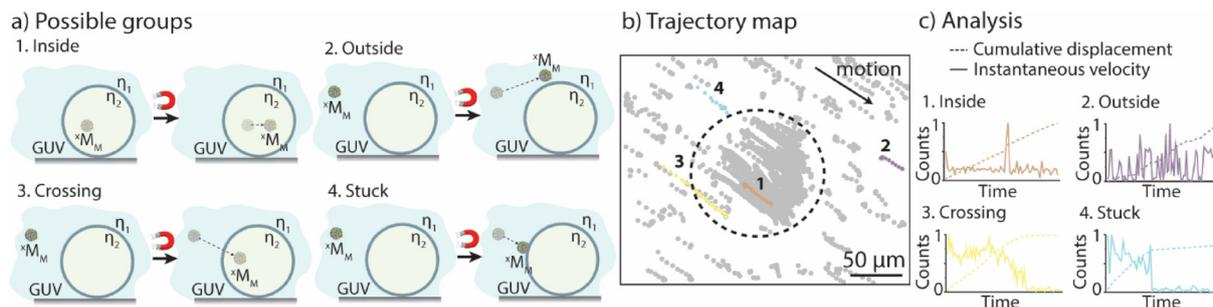 a) Possible groups
1. Inside
η1
η2
xMM
GUV
η1
η2
xMM
GUV
2. Outside
xMM
η1
η2
GUV
xMM
η1
η2
GUV
3. Crossing
xMM
η1
η2
GUV
η1
η2
xMM
GUV
4. Stuck
xMM
η1
η2
GUV
η1
η2
xMM
GUV
b) Trajectory map
motion
4
3
2
1
50 μm
c) Analysis
Cumulative displacement
Instantaneous velocity
1. Inside
Counts
1
0
Time
2. Outside
Counts
1
0
Time
3. Crossing
Counts
1
0
Time
4. Stuck
Counts
1
0
Time